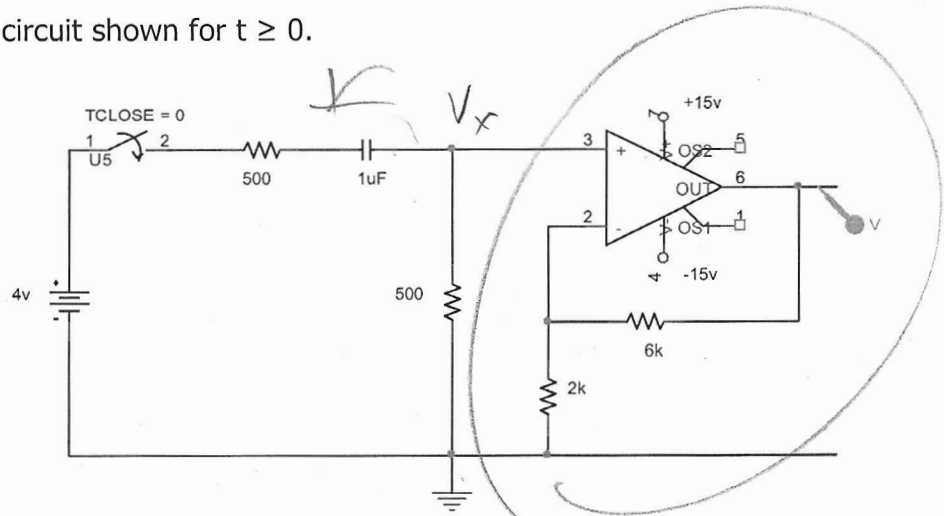 circuit shown for t ≥ 0.
V x
TCLOSE = 0
1 2
U5
500
1uF
3
+
7
+15v
V+
OS2
5
OUT
6
2
-
V-
OS1
1
V
4
-15v
4v
+
-
500
6k
2k